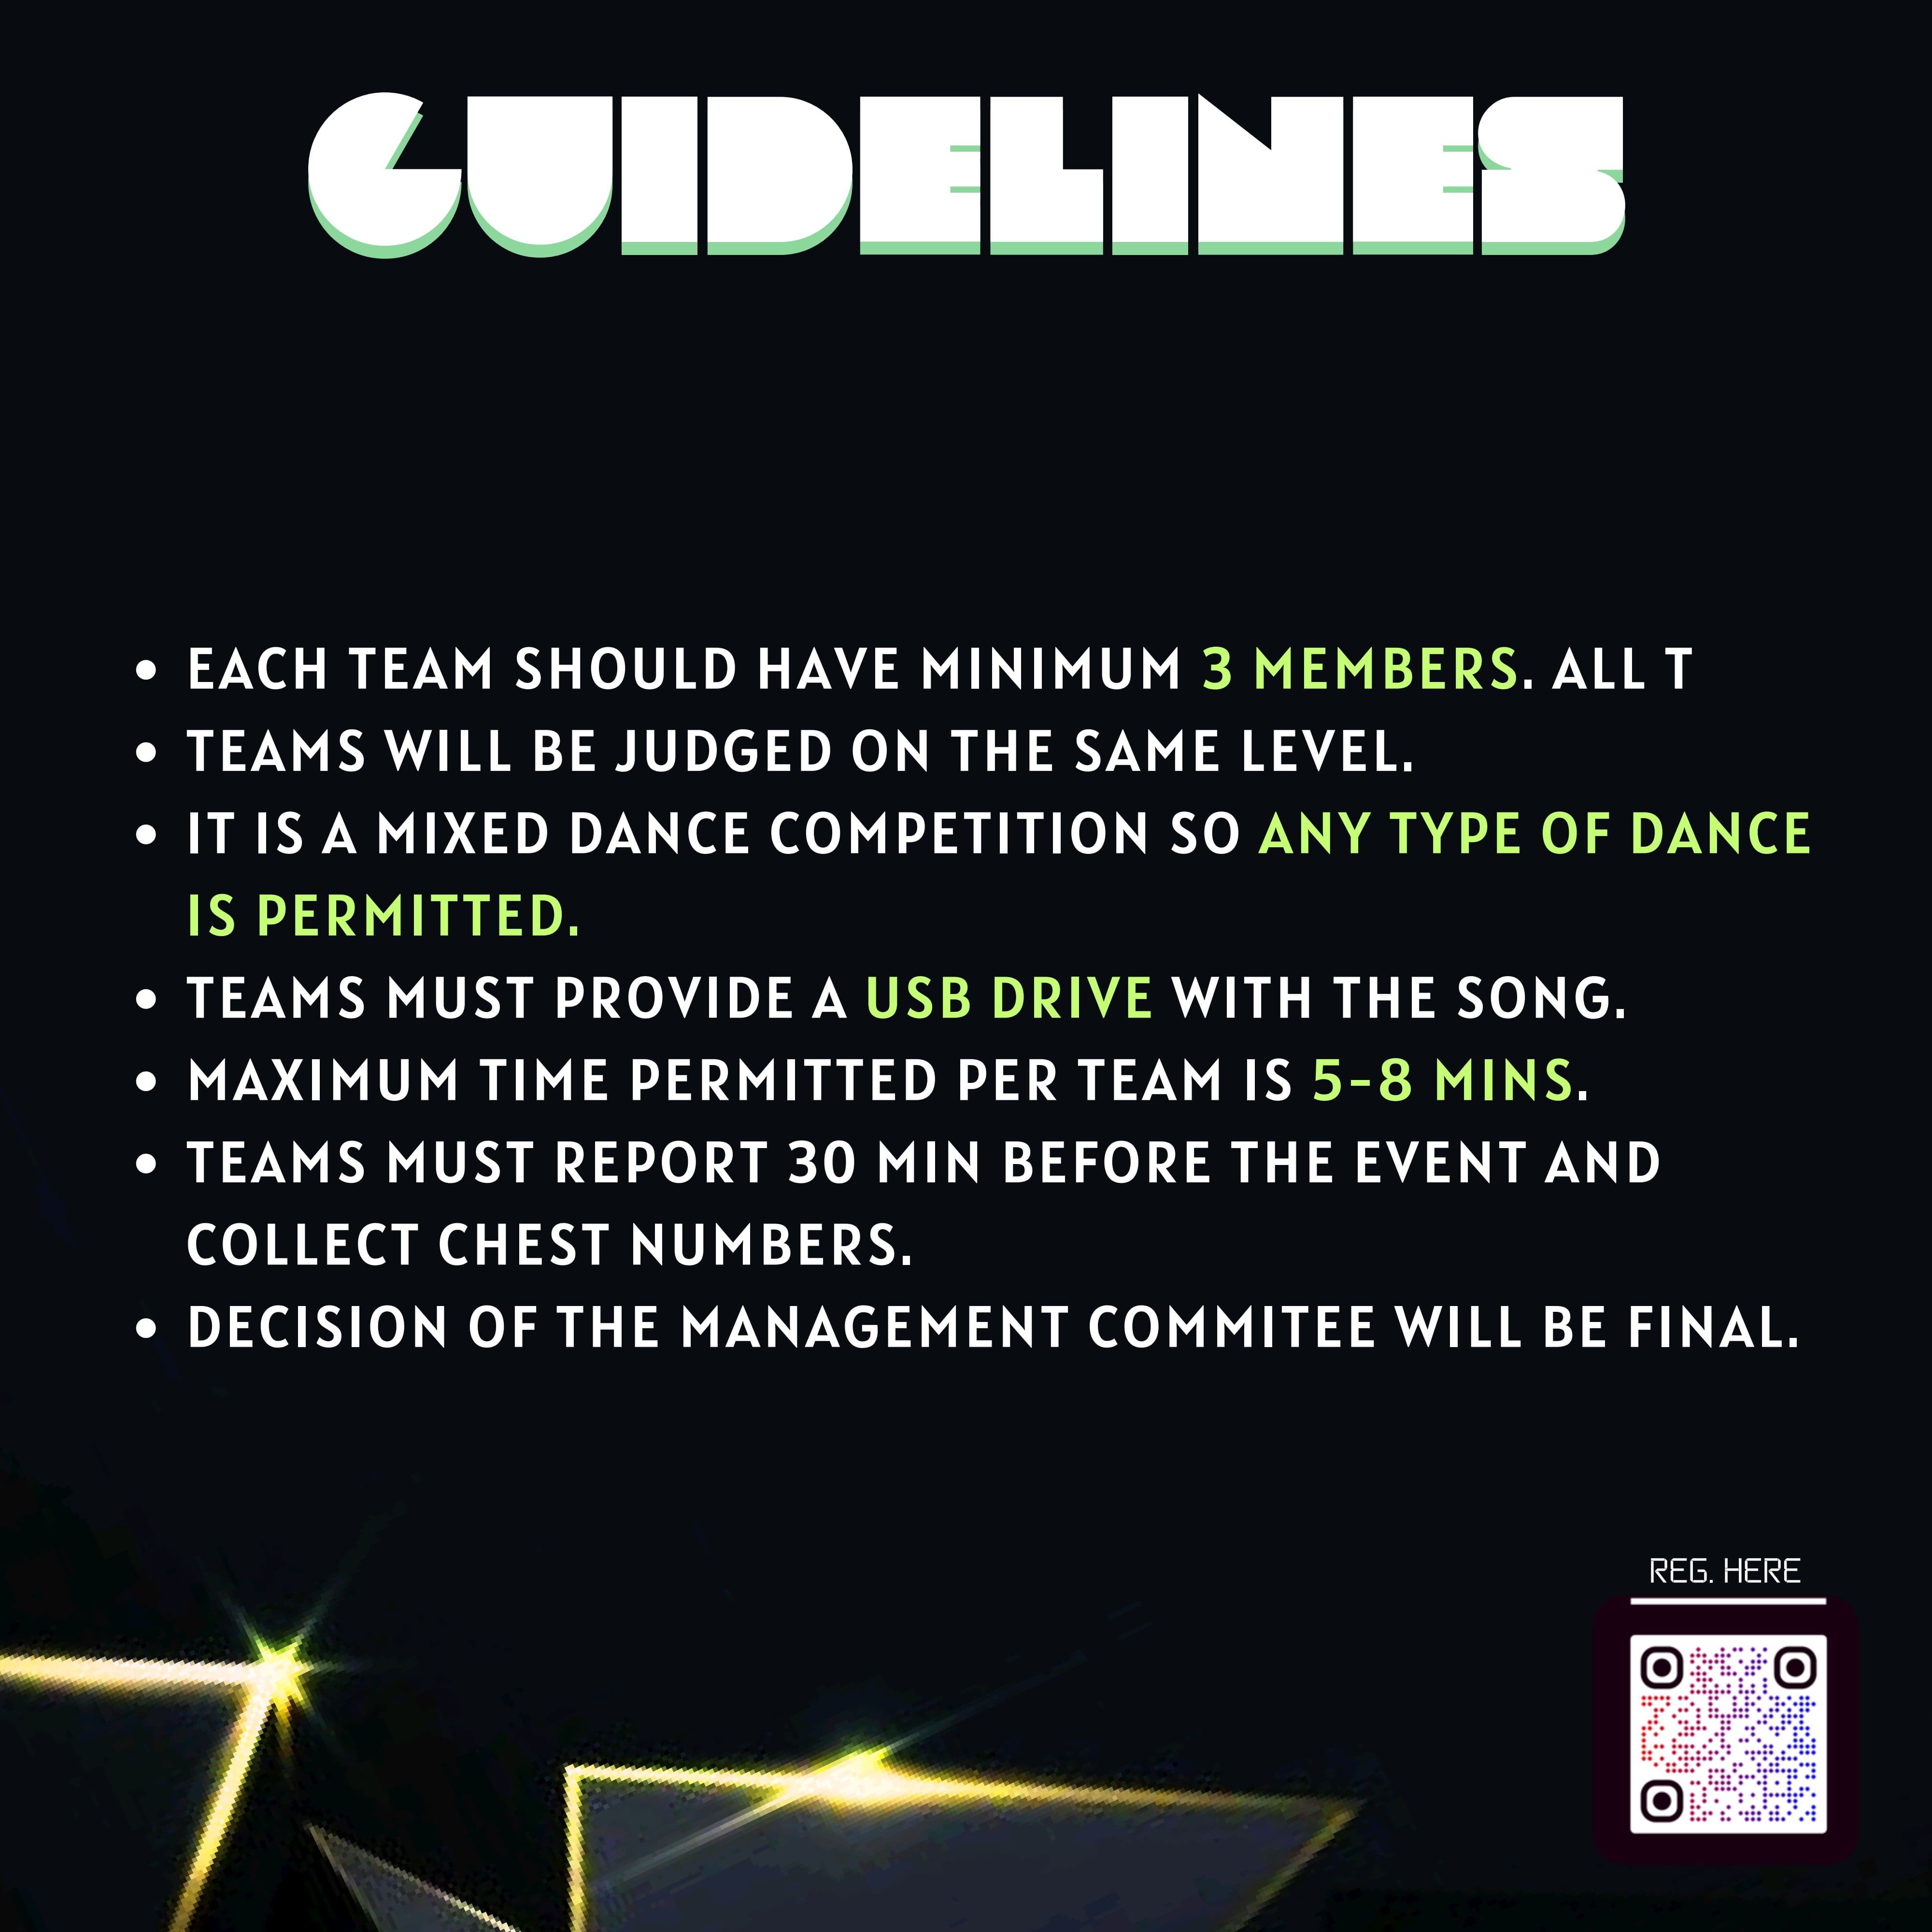 GUIDELINES
• EACH TEAM SHOULD HAVE MINIMUM 3 MEMBERS. ALL T
• TEAMS WILL BE JUDGED ON THE SAME LEVEL.
• IT IS A MIXED DANCE COMPETITION SO ANY TYPE OF DANCE
IS PERMITTED.
• TEAMS MUST PROVIDE A USB DRIVE WITH THE SONG.
• MAXIMUM TIME PERMITTED PER TEAM IS 5-8 MINS.
• TEAMS MUST REPORT 30 MIN BEFORE THE EVENT AND
COLLECT CHEST NUMBERS.
• DECISION OF THE MANAGEMENT COMMITEE WILL BE FINAL.
REG. HERE